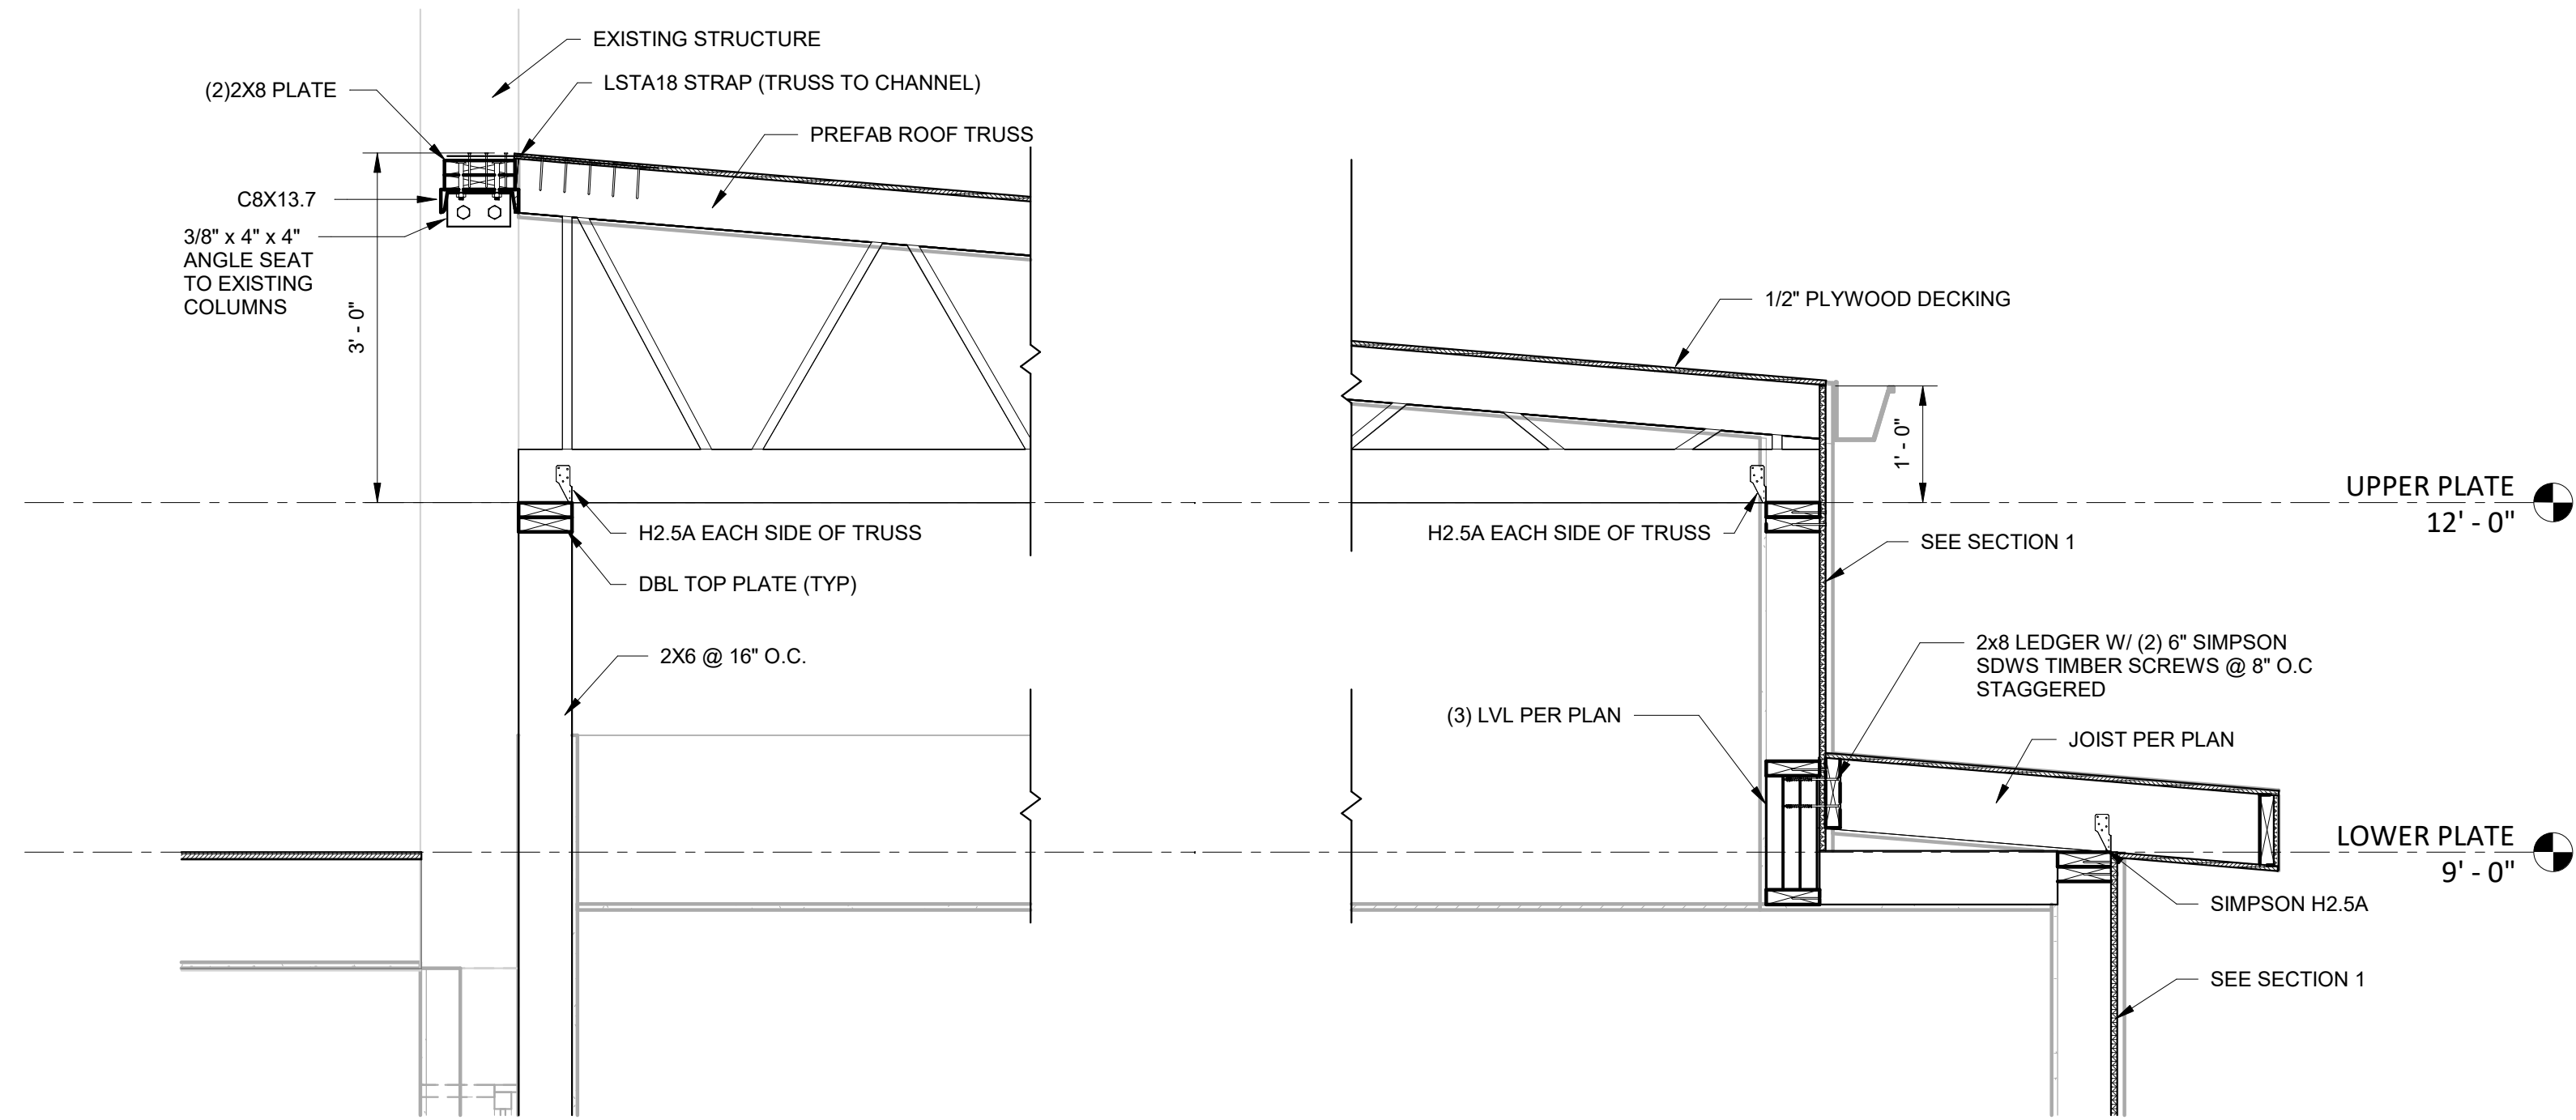 EXISTING STRUCTURE
(2)2X8 PLATE
LSTA18 STRAP (TRUSS TO CHANNEL)
PREFAB ROOF TRUSS
C8X13.7
3/8" x 4" x 4"
ANGLE SEAT
TO EXISTING
COLUMNS
3' - 0"
1/2" PLYWOOD DECKING
1' - 0"
UPPER PLATE
12' - 0"
H2.5A EACH SIDE OF TRUSS
H2.5A EACH SIDE OF TRUSS
SEE SECTION 1
DBL TOP PLATE (TYP)
2X6 @ 16" O.C.
2x8 LEDGER W/ (2) 6" SIMPSON
SDWS TIMBER SCREWS @ 8" O.C
STAGGERED
(3) LVL PER PLAN
JOIST PER PLAN
LOWER PLATE
9' - 0"
SIMPSON H2.5A
SEE SECTION 1